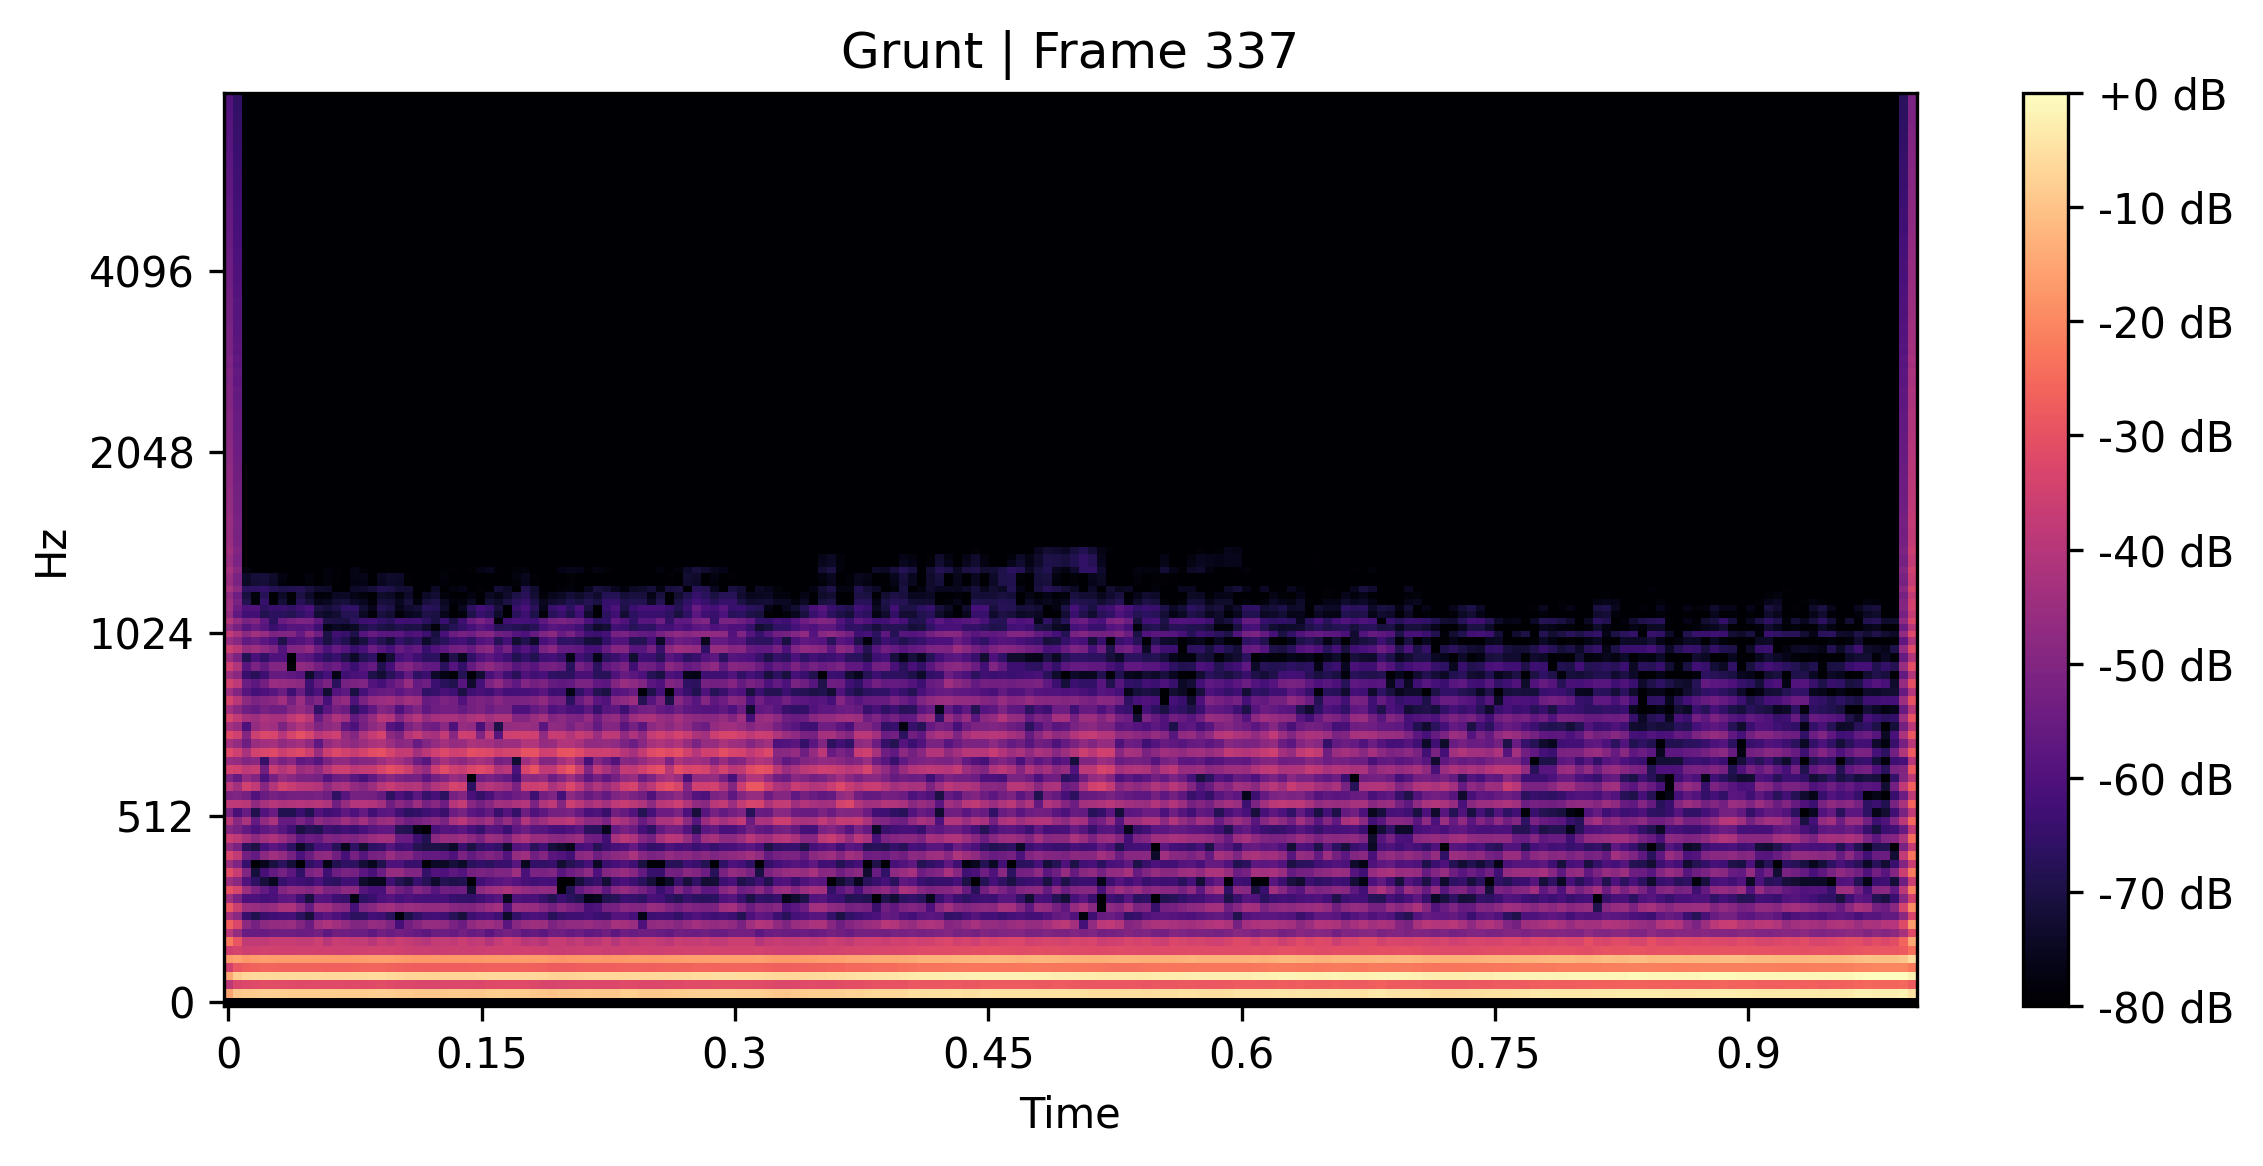 Grunt | Frame 337
Hz
4096
2048
1024
512
0
0 0.15 0.3 0.45 0.6 0.75 0.9
Time
+0 dB
-10 dB
-20 dB
-30 dB
-40 dB
-50 dB
-60 dB
-70 dB
-80 dB